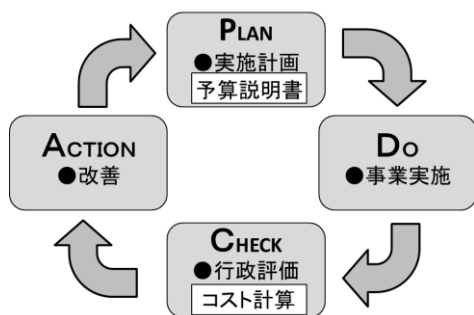 PLAN
●実施計画
予算説明書
ACTION
●改善
DO
●事業実施
CHECK
●行政評価
コスト計算